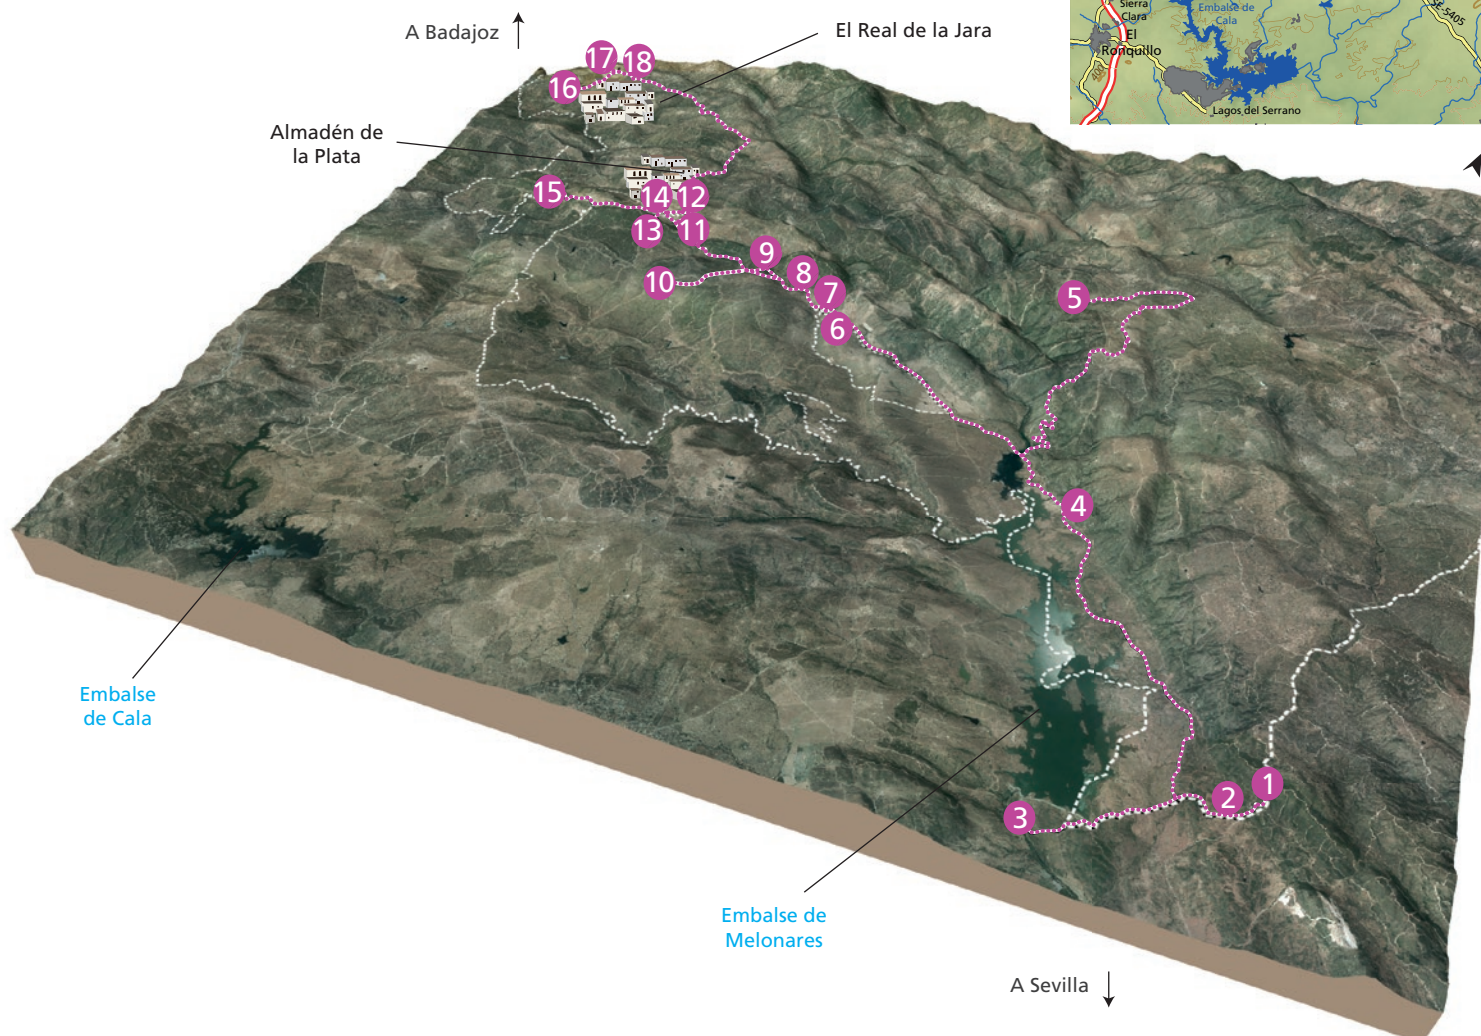 A Badajoz
El Real de la Jara
Sierra
Clara
El
Ronquillo
Embalse de
Cala
SE-5405
Lagos del Serrano
17
18
16
Almadén de
la Plata
15
14
12
13
11
9
10
8
7
6
5
4
Embalse
de Cala
1
2
3
Embalse de
Melonares
A Sevilla